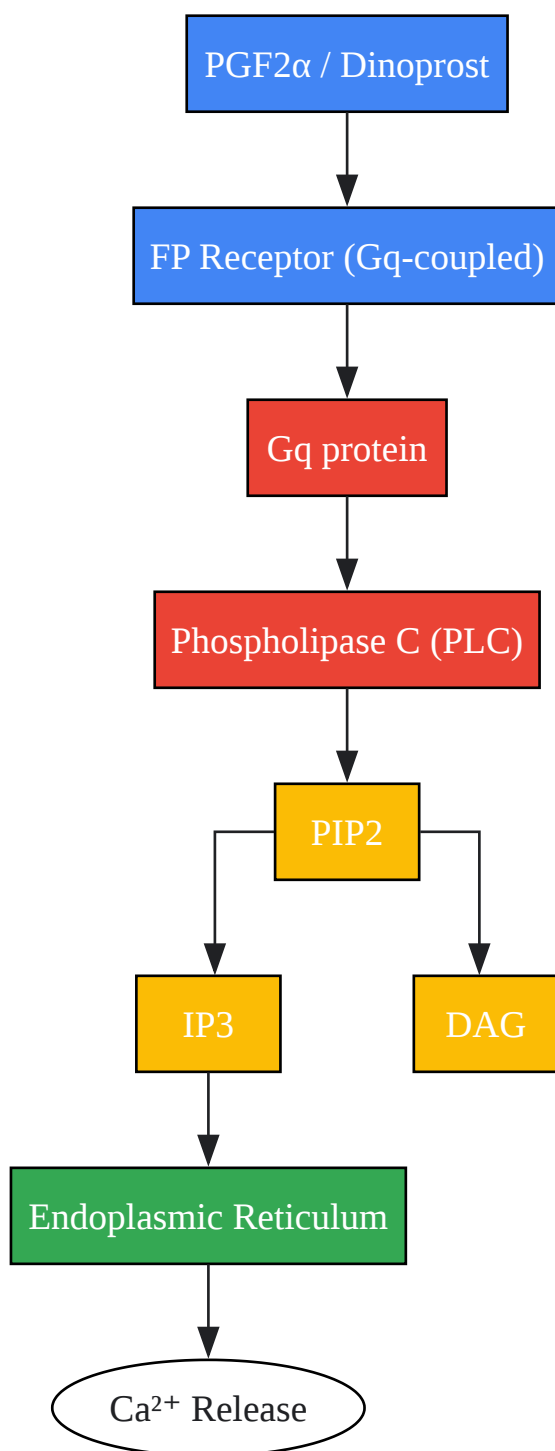 PGF2α / Dinoprost
FP Receptor (Gq-coupled)
Gq protein
Phospholipase C (PLC)
PIP2
IP3
DAG
Endoplasmic Reticulum
Ca²⁺ Release